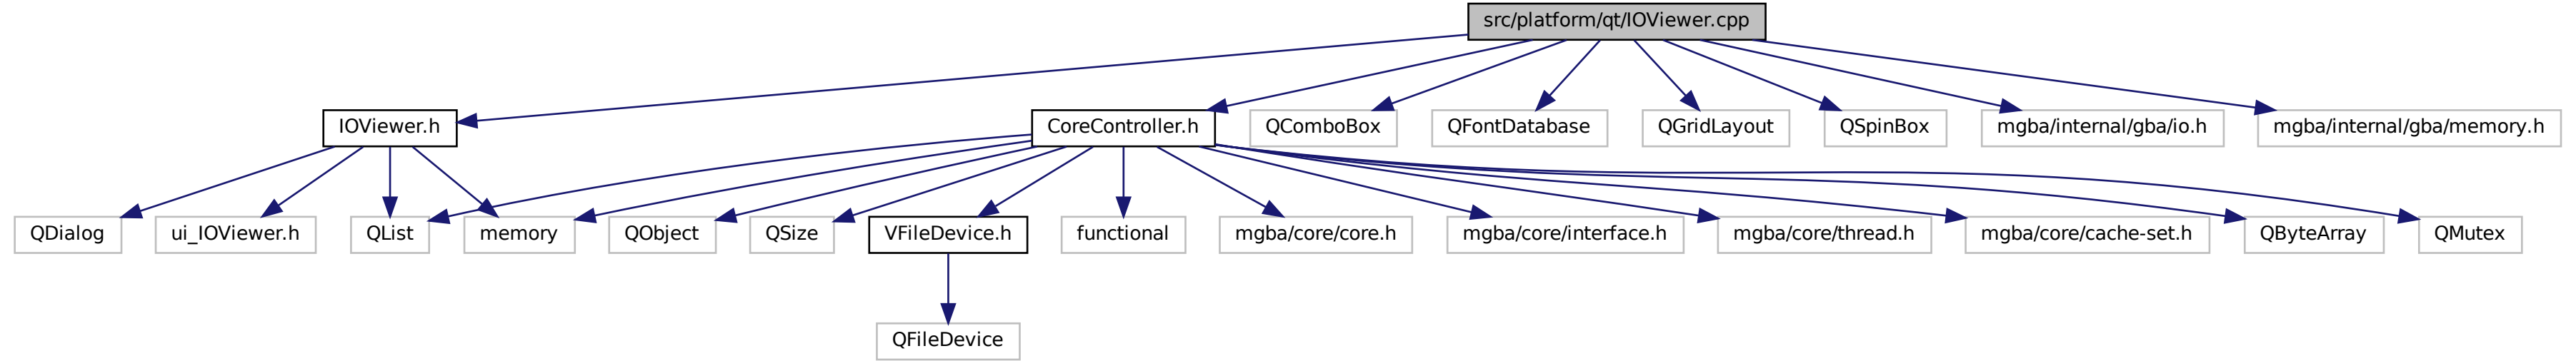 src/platform/qt/IOViewer.cpp
IOViewer.h
CoreController.h
QComboBox
QFontDatabase
QGridLayout
QSpinBox
mgba/internal/gba/io.h
mgba/internal/gba/memory.h
QDialog
ui_IOViewer.h
QList
memory
QObject
QSize
VFileDevice.h
functional
mgba/core/core.h
mgba/core/interface.h
mgba/core/thread.h
mgba/core/cache-set.h
QByteArray
QMutex
QFileDevice